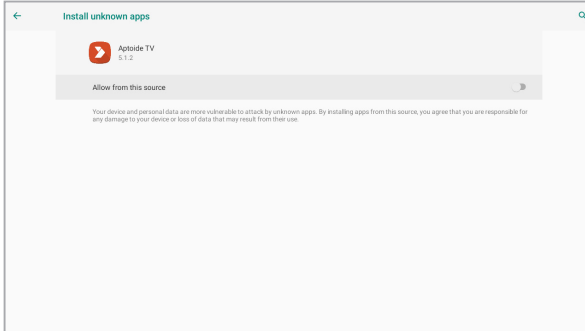 Install unknown apps
Aptoide TV
5.1.2
Allow from this source
Your device and personal data are more vulnerable to attack by unknown apps. By installing apps from this source, you agree that you are responsible for
any damage to your device or loss of data that may result from their use.